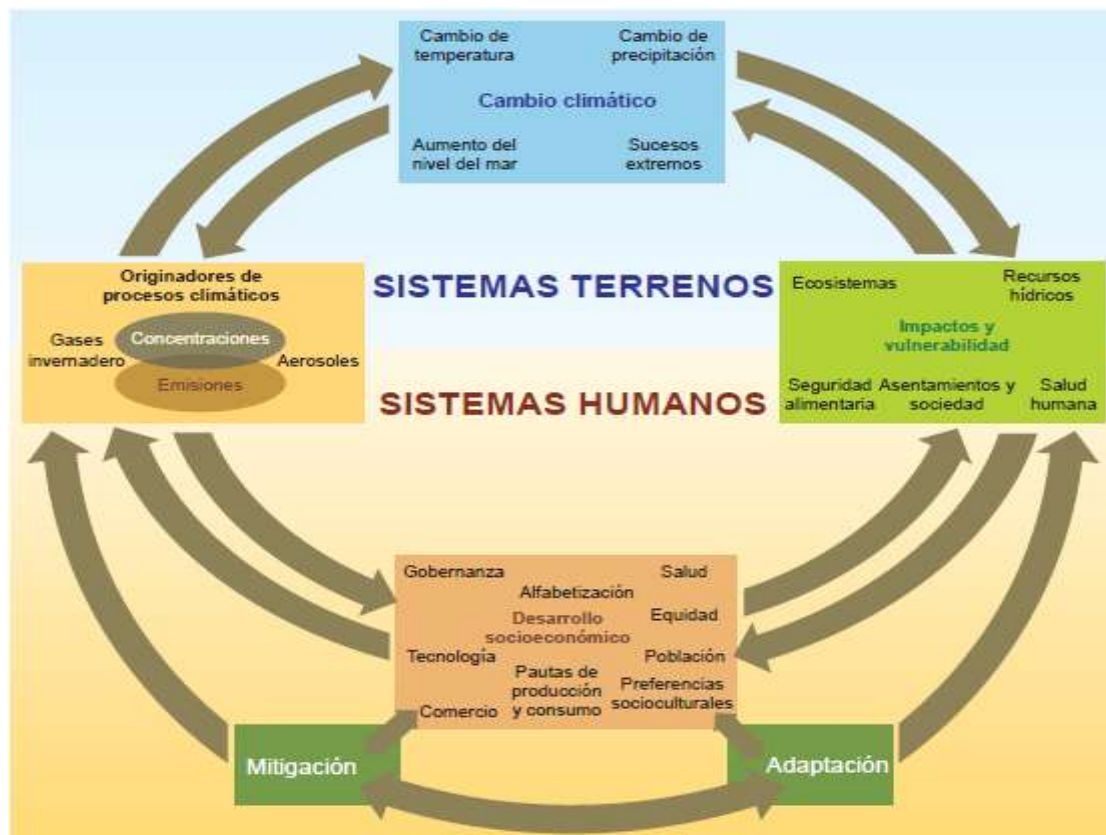 Cambio de
temperatura
Cambio de
precipitación
Cambio climático
Aumento del
nivel del mar
Sucesos
extremos
Originadores de
procesos climáticos
Gases
invernadero
Concentraciones
Aerosoles
Emisiones
SISTEMAS TERRENOS
SISTEMAS HUMANOS
Ecosistemas
Recursos
hídricos
Impactos y
vulnerabilidad
Seguridad
alimentaria
Asentamientos y
sociedad
Salud
humana
Gobernanza
Salud
Alfabetización
Equidad
Desarrollo
socioeconómico
Tecnología
Población
Pautas de
producción
y consumo
Preferencias
socioculturales
Comercio
Mitigación
Adaptación